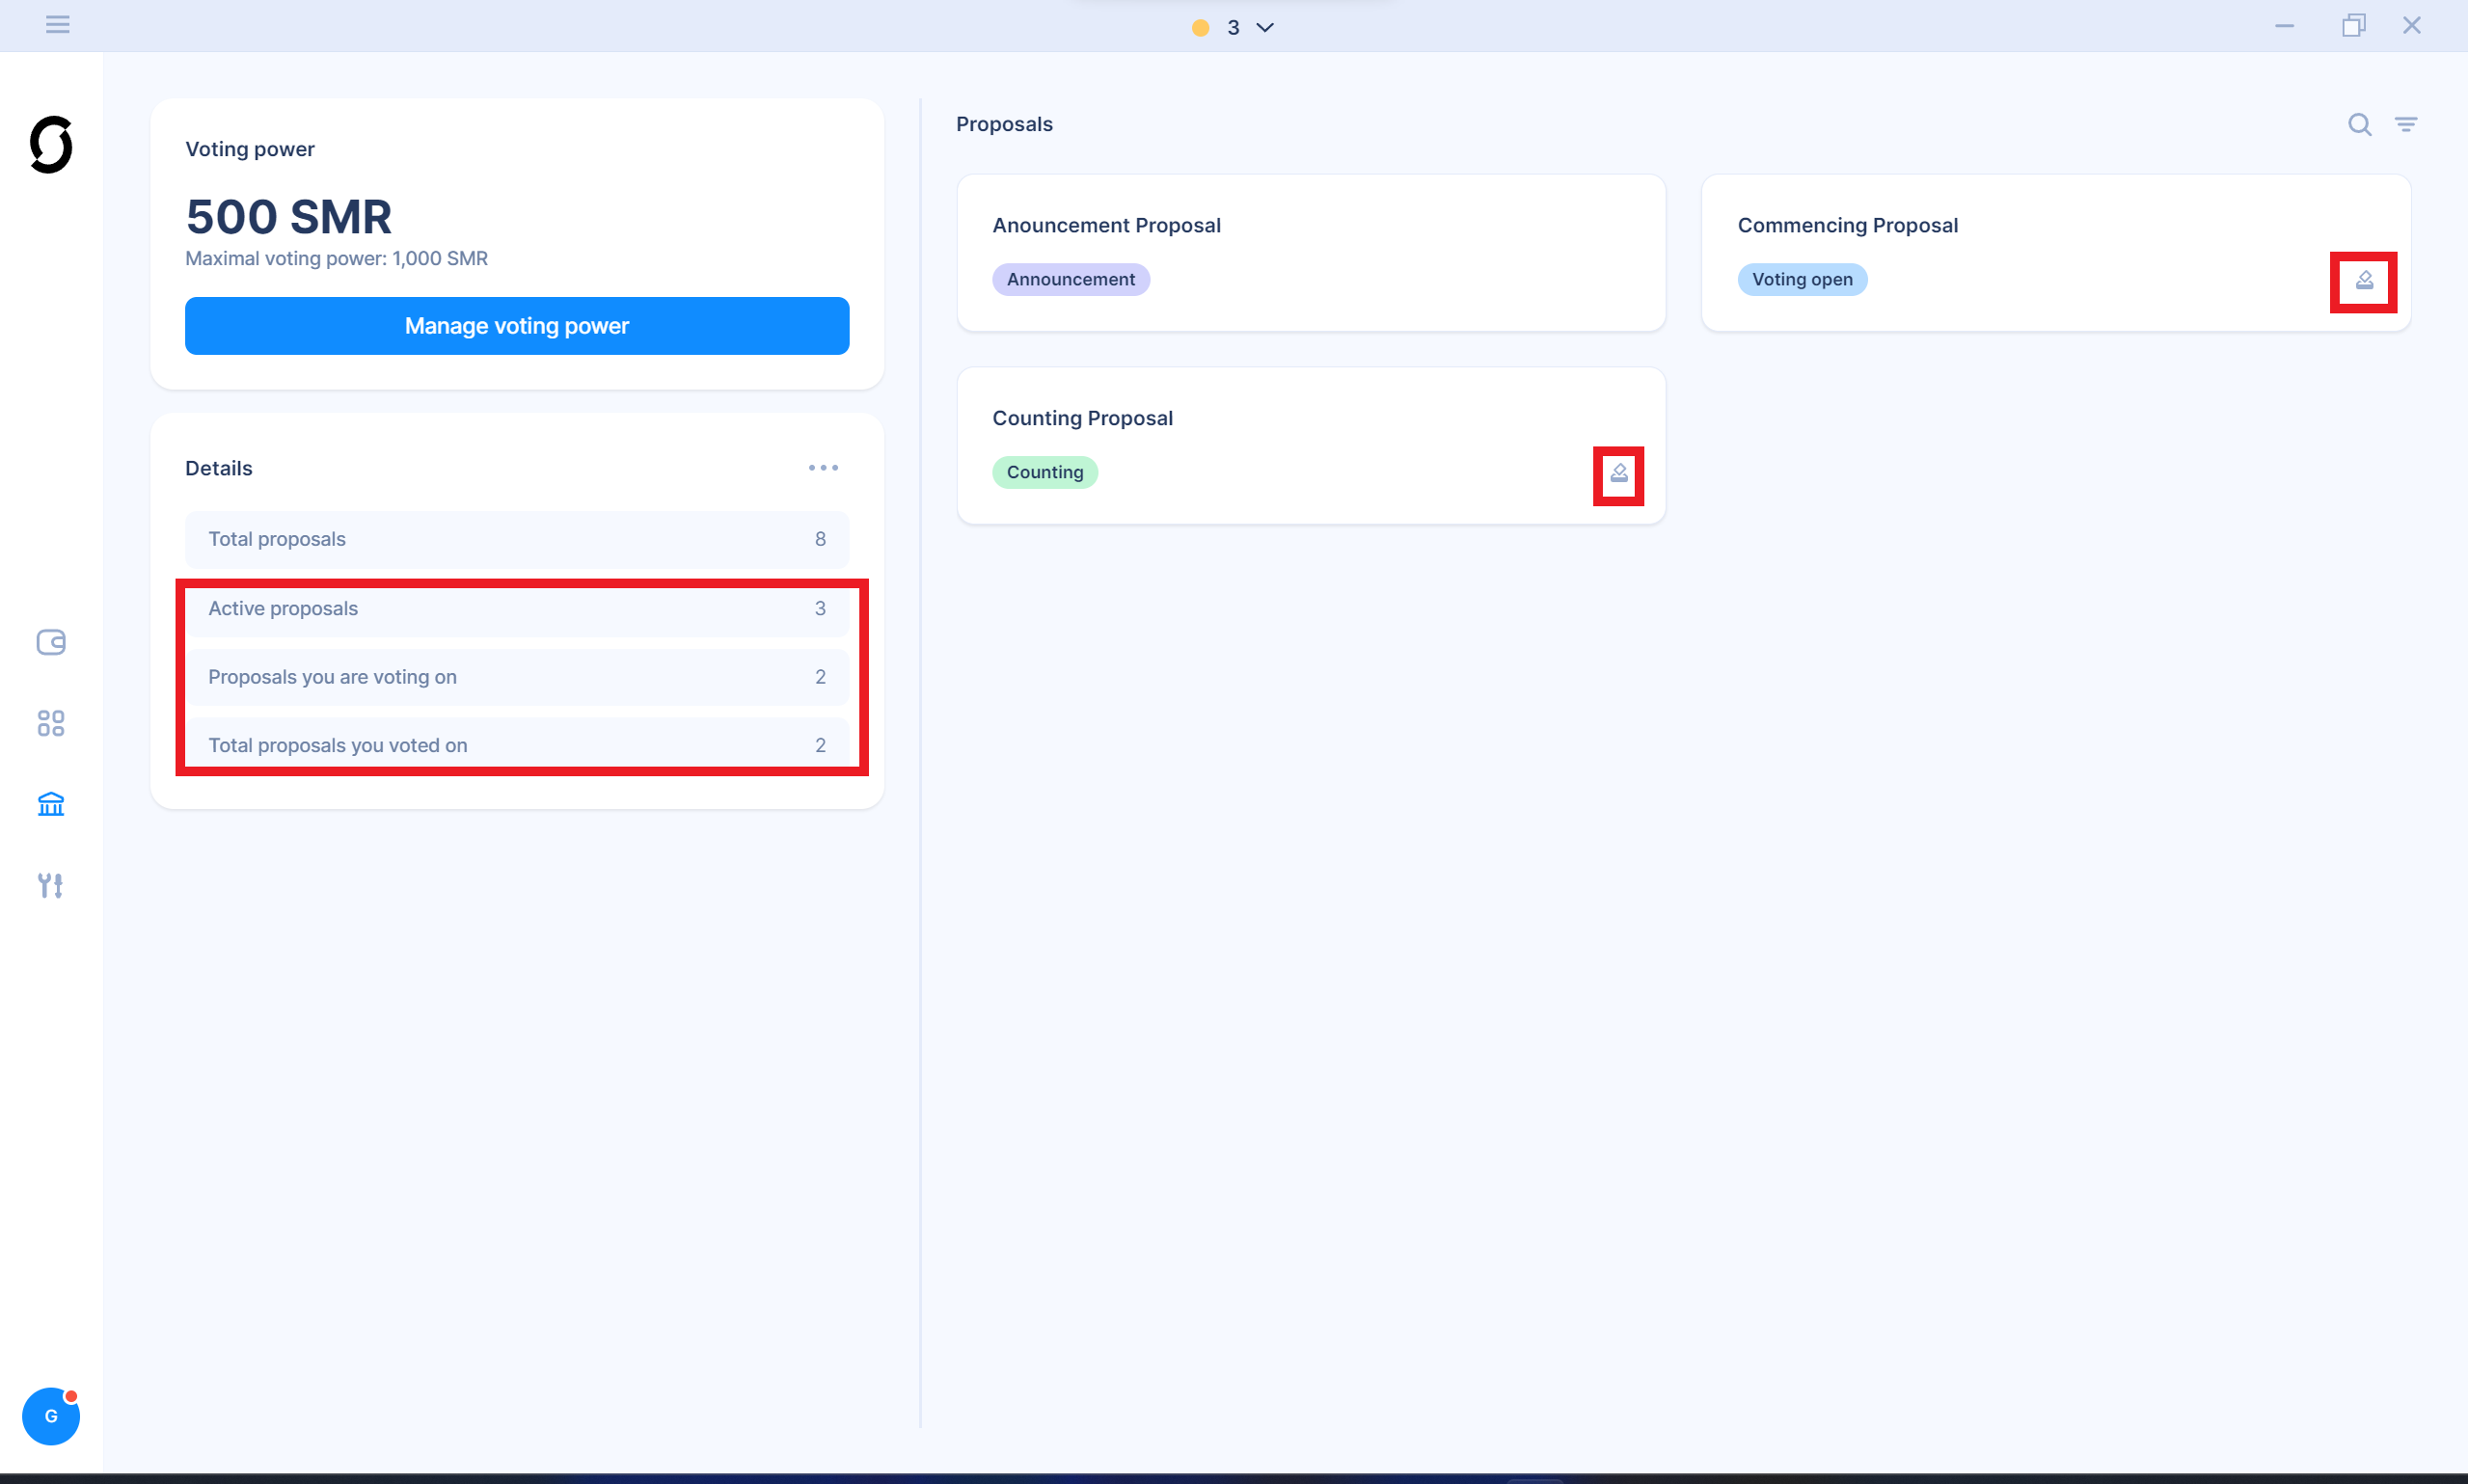 3
Voting power
500 SMR
Maximal voting power: 1,000 SMR
Manage voting power
Details
Total proposals 8
Active proposals 3
Proposals you are voting on 2
Total proposals you voted on 2
Proposals
Anouncement Proposal
Announcement
Commencing Proposal
Voting open
Counting Proposal
Counting
G